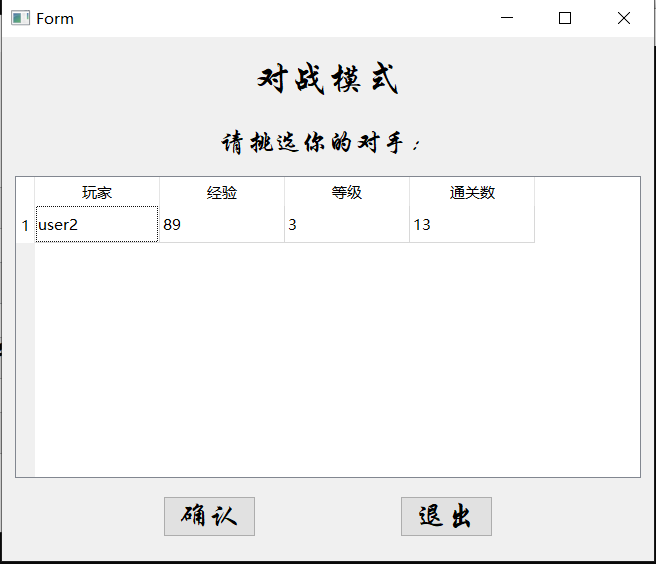 Form
对战模式
请挑选你的对手：
玩家 经验 等级 通关数
1 user2 89 3 13
确认 退出